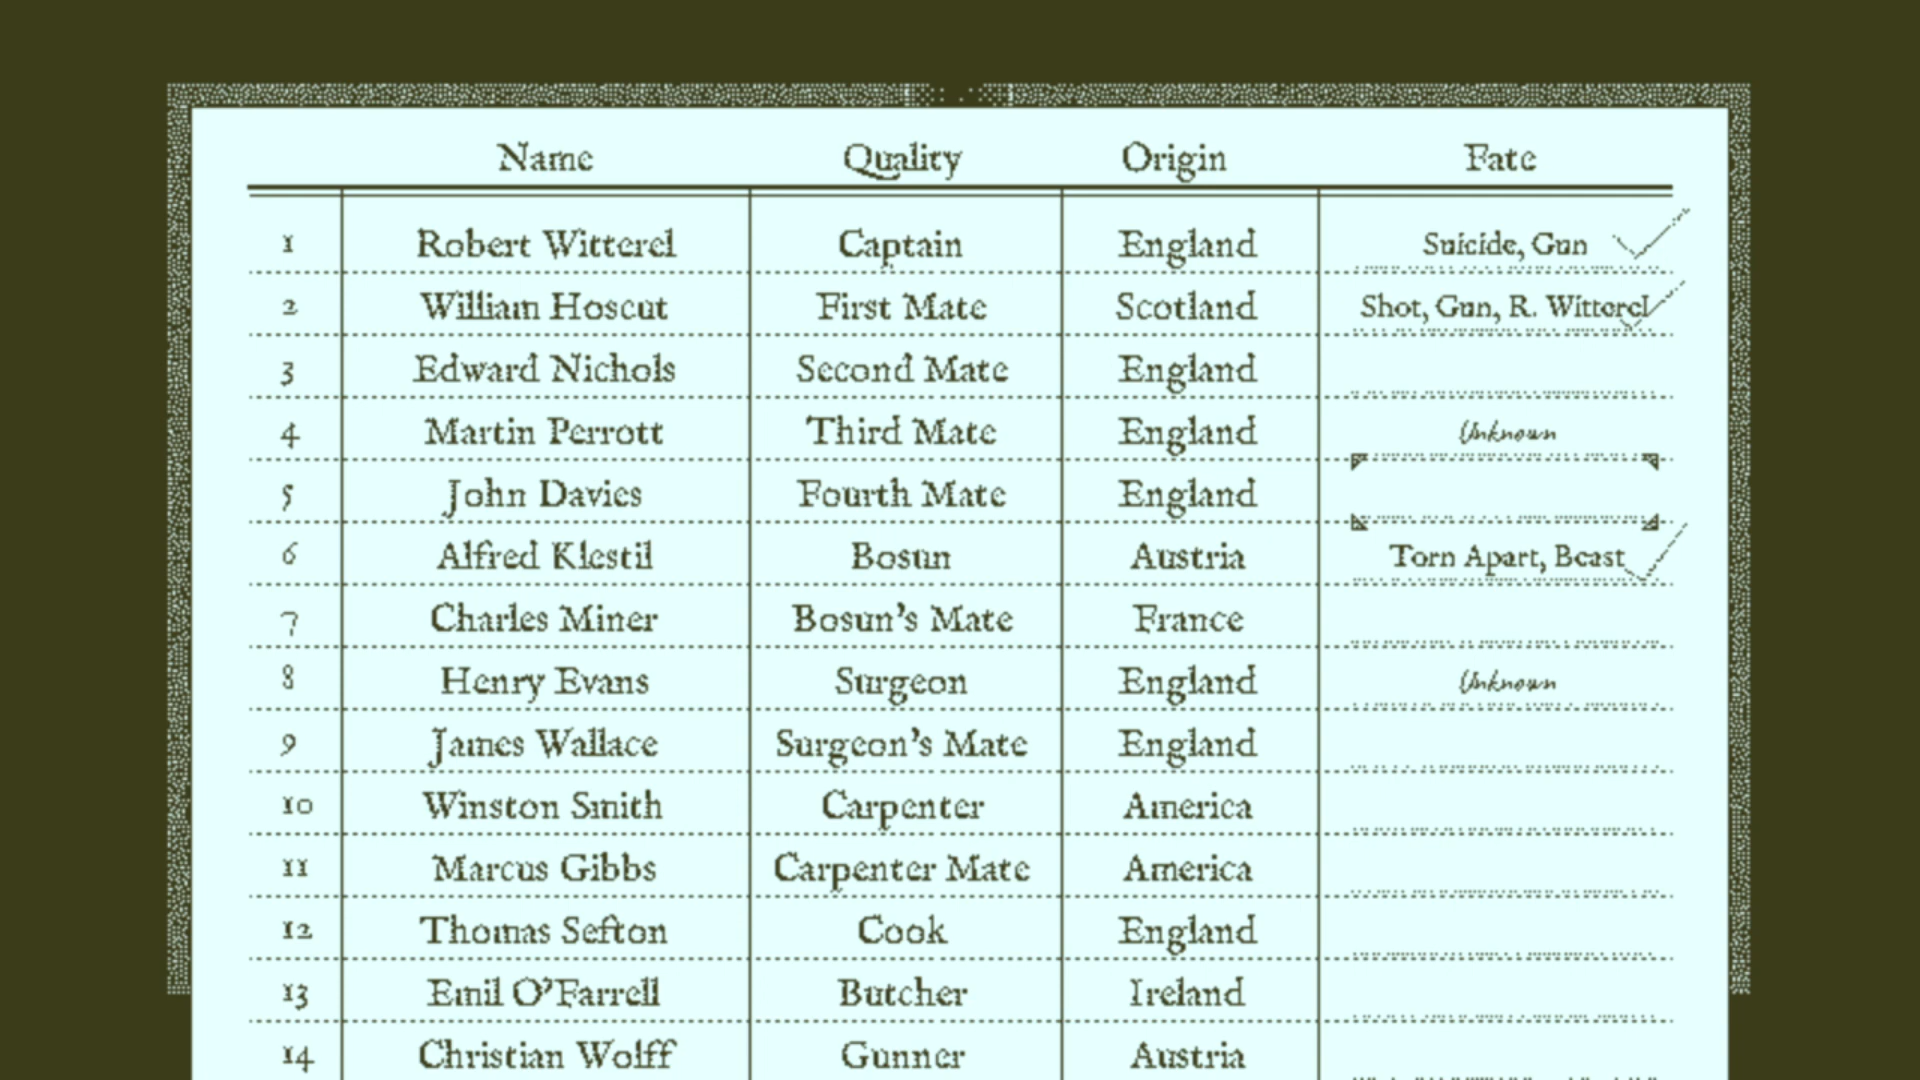 Name Quality Origin Fate
1 Robert Witterel Captain England Suicide, Gun
2 William Hoscut First Mate Scotland Shot, Gun, R. Witterel
3 Edward Nichols Second Mate England
4 Martin Perrott Third Mate England Unknown
5 John Davies Fourth Mate England
6 Alfred Klestil Bosun Austria Torn Apart, Beast
7 Charles Miner Bosun's Mate France
8 Henry Evans Surgeon England Unknown
9 James Wallace Surgeon's Mate England
10 Winston Smith Carpenter America
11 Marcus Gibbs Carpenter Mate America
12 Thomas Sefton Cook England
13 Emil O'Farrell Butcher Ireland
14 Christian Wolff Gunner Austria